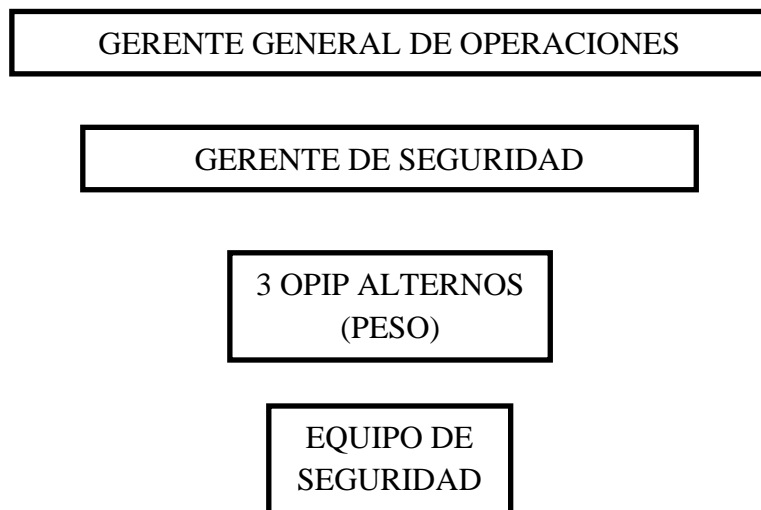 GERENTE GENERAL DE OPERACIONES
GERENTE DE SEGURIDAD
3 OPIP ALTERNOS
(PESO)
EQUIPO DE
SEGURIDAD